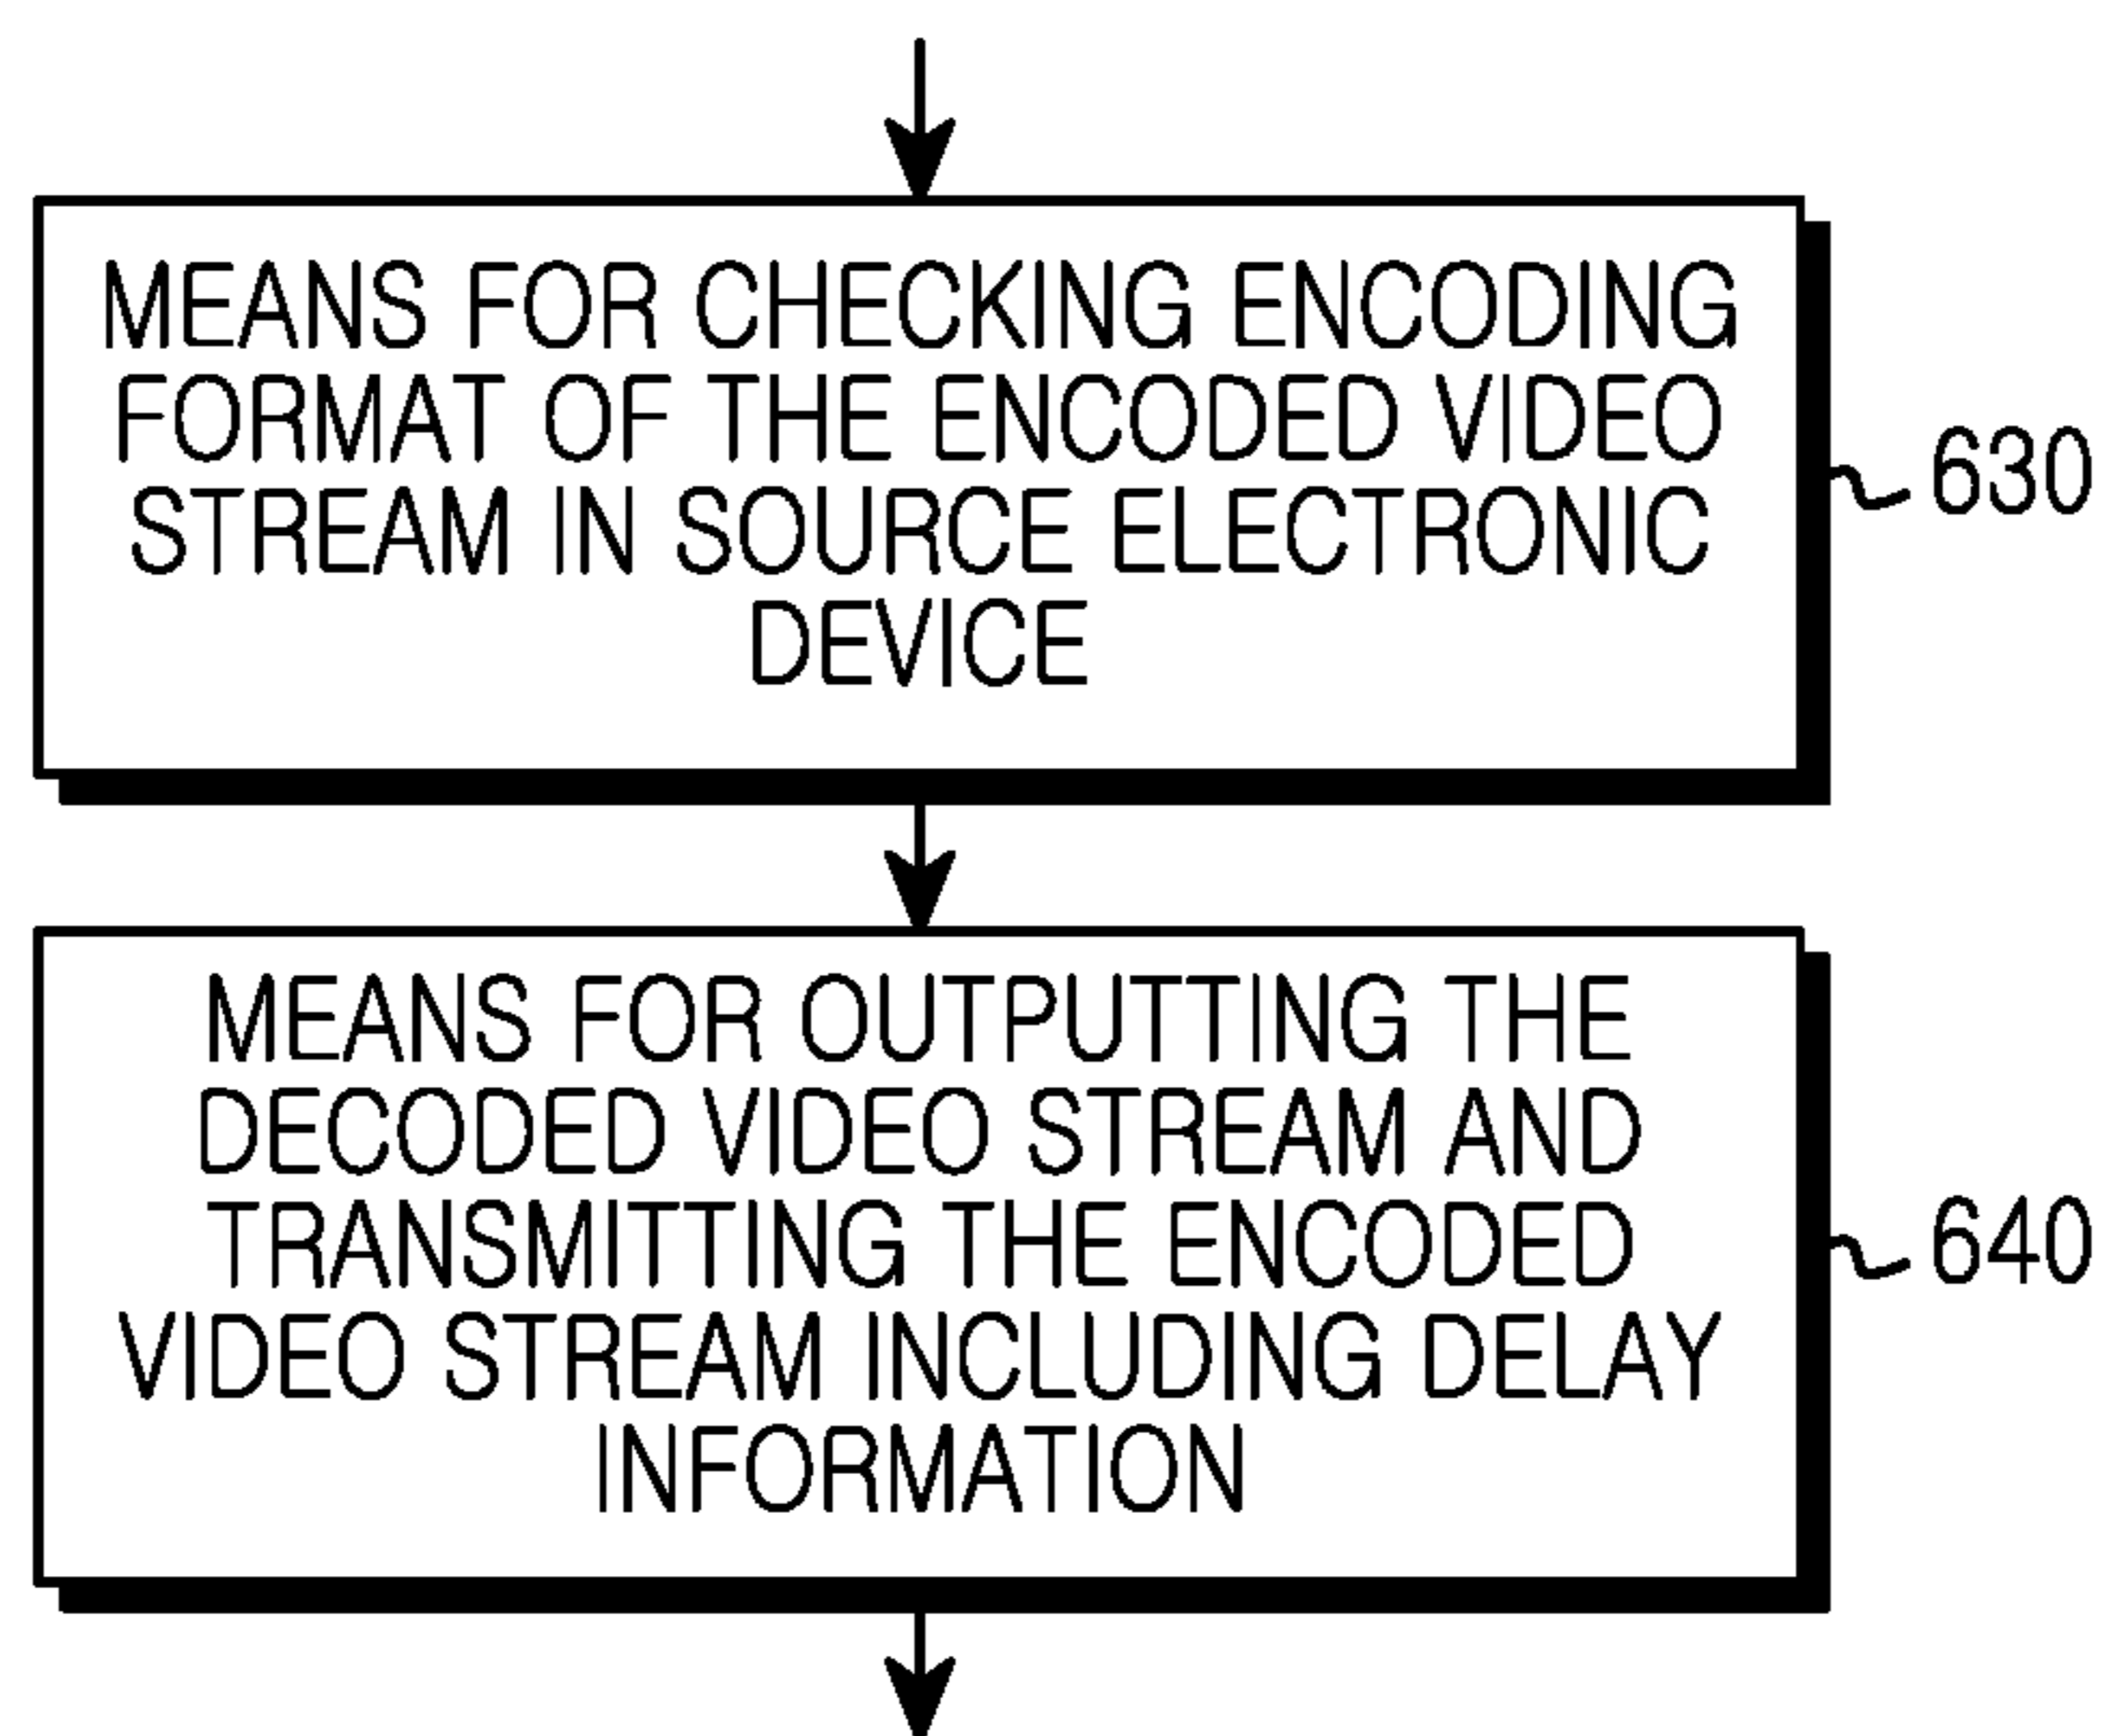 MEANS FOR CHECKING ENCODING
FORMAT OF THE ENCODED VIDEO
STREAM IN SOURCE ELECTRONIC
DEVICE
630
MEANS FOR OUTPUTTING THE
DECODED VIDEO STREAM AND
TRANSMITTING THE ENCODED
VIDEO STREAM INCLUDING DELAY
INFORMATION
640